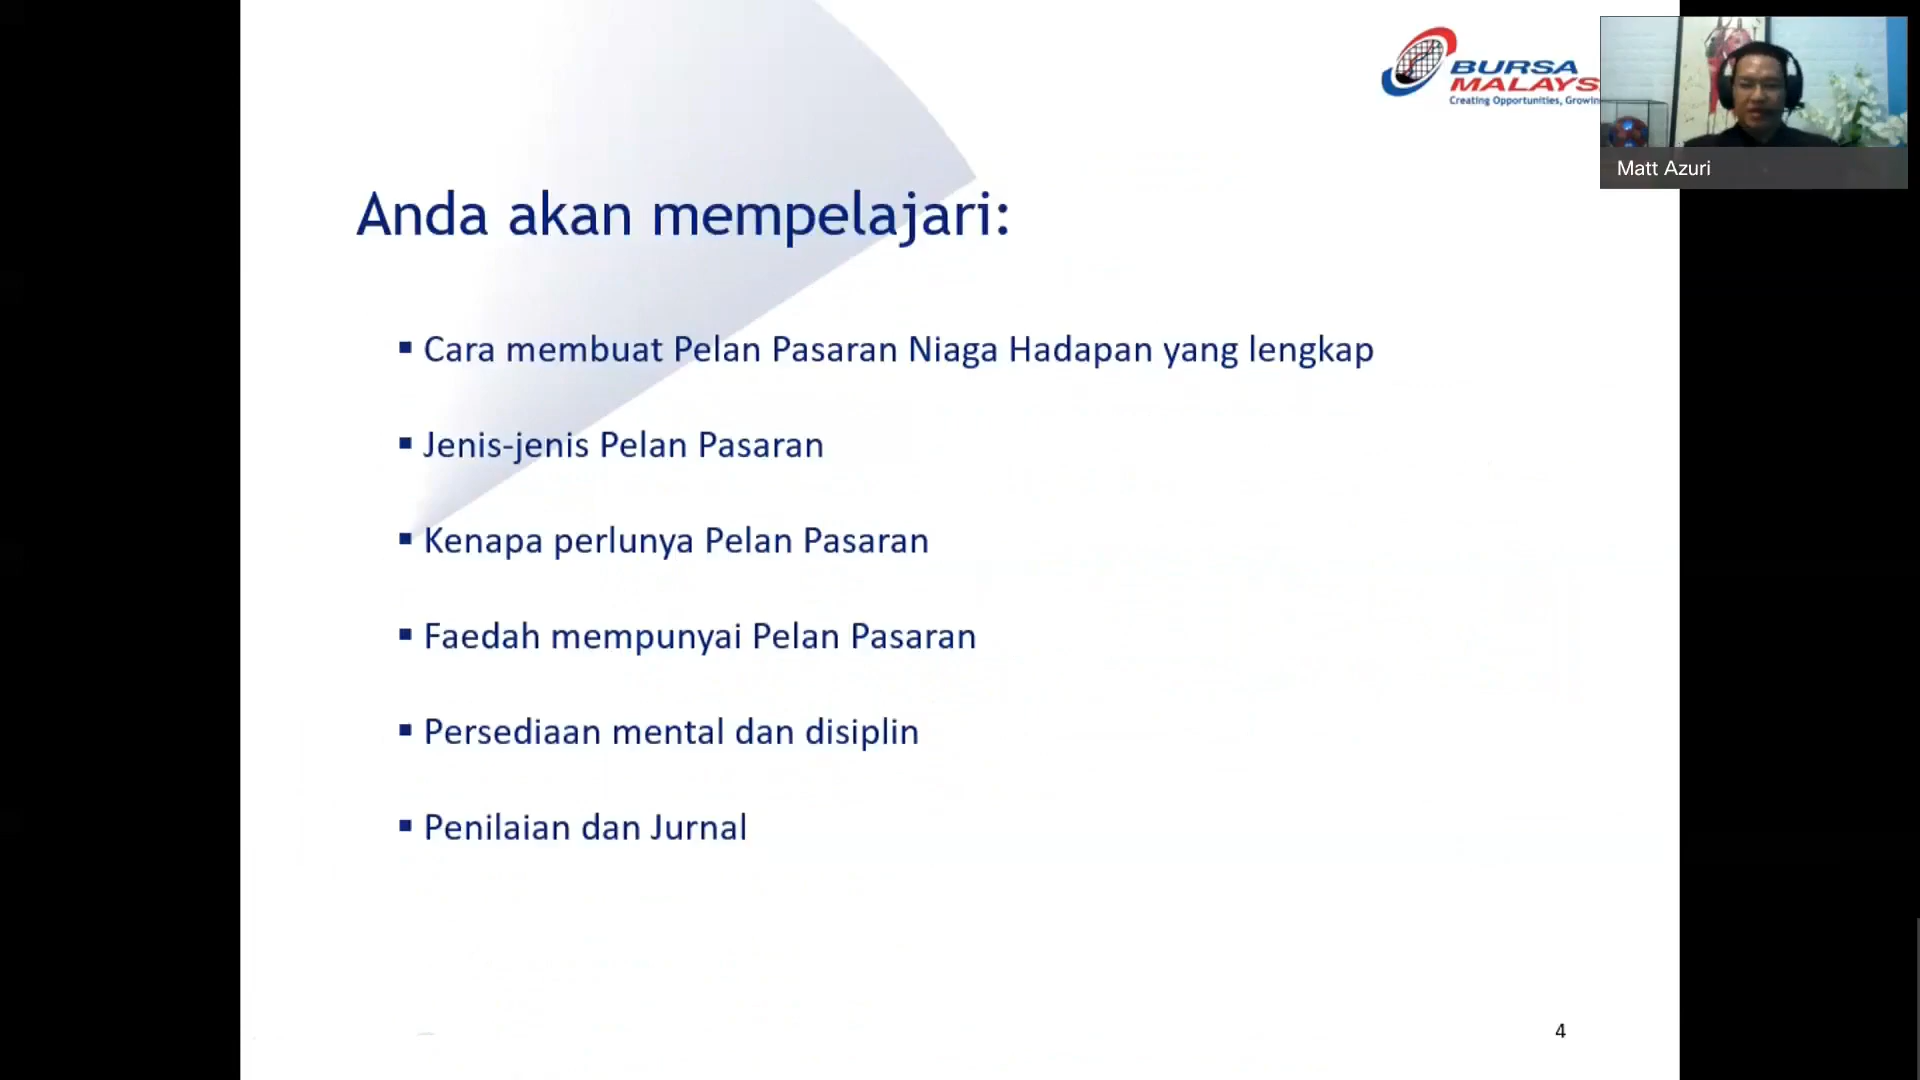 BURSA
MALAYS
Creating Opportunities, Growin
Matt Azuri
Anda akan mempelajari:
▪ Cara membuat Pelan Pasaran Niaga Hadapan yang lengkap
▪ Jenis-jenis Pelan Pasaran
▪ Kenapa perlunya Pelan Pasaran
▪ Faedah mempunyai Pelan Pasaran
▪ Persediaan mental dan disiplin
▪ Penilaian dan Jurnal
4